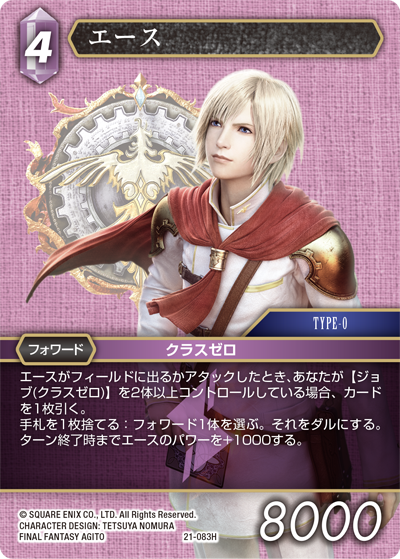 4
エース
TYPE-0
フォワード
クラスゼロ
エースがフィールドに出るかアタックしたとき、あなたが【ジョ
ブ(クラスゼロ)】を2体以上コントロールしている場合、カード
を1枚引く。
手札を1枚捨てる：フォワード1体を選ぶ。それをダルにする。
ターン終了時までエースのパワーを+1000する。
© SQUARE ENIX CO., LTD. All Rights Reserved.
CHARACTER DESIGN: TETSUYA NOMURA
FINAL FANTASY AGITO
21-083H
8000